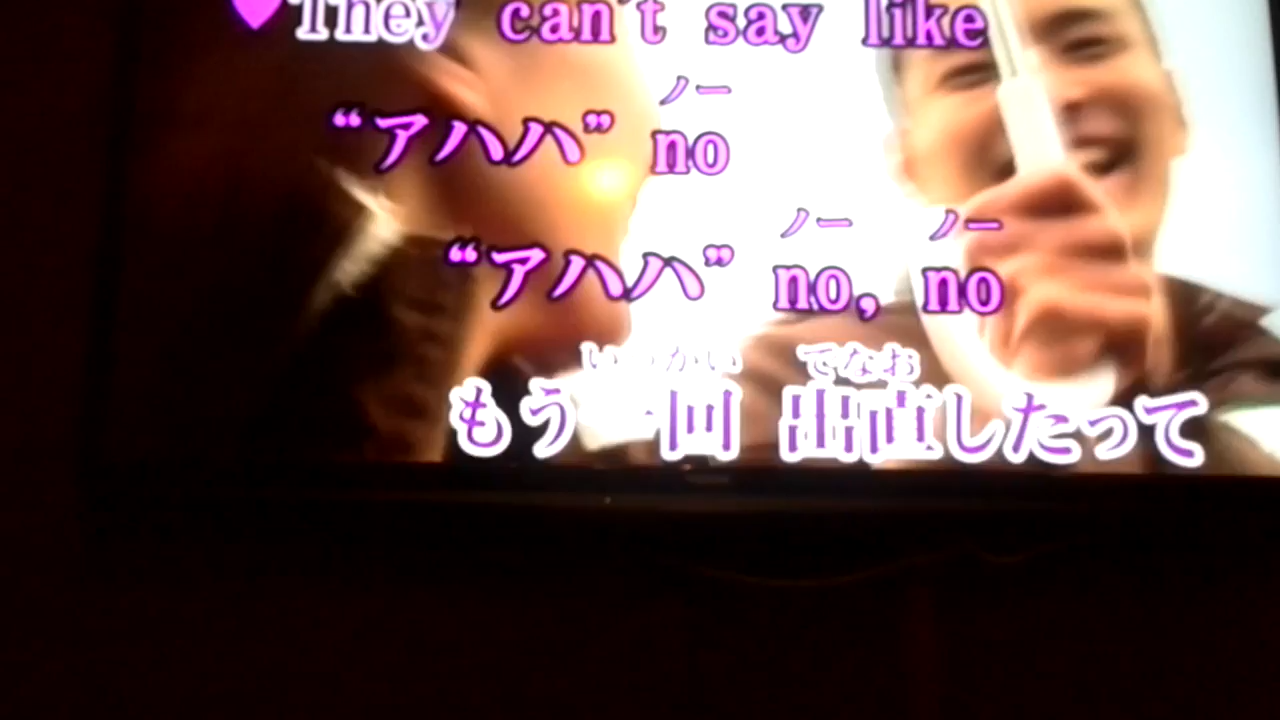 ♥They can't say like
ノー
“アハハ” no
ノー ノー
“アハハ” no, no
いっかい てなお
もう一回 出直したって